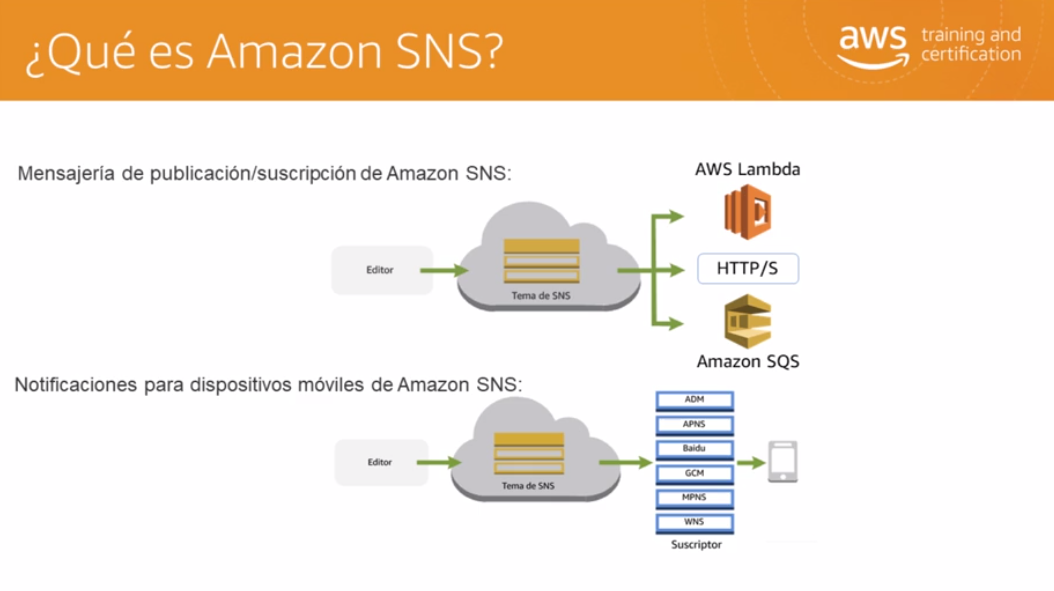 ¿Qué es Amazon SNS?
aws training and
certification
Mensajería de publicación/suscripción de Amazon SNS:
AWS Lambda
Editor
Tema de SNS
HTTP/S
Amazon SQS
Notificaciones para dispositivos móviles de Amazon SNS:
Editor
Tema de SNS
ADM
APNS
Baidu
GCM
MPNS
WNS
Suscriptor